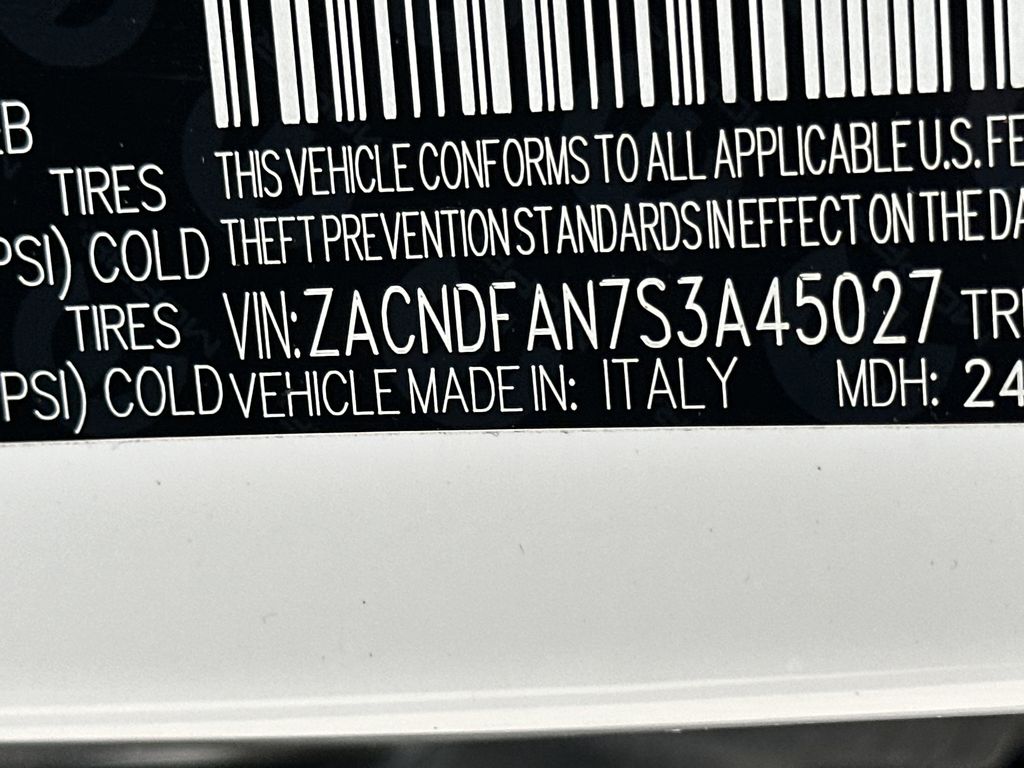 B
TIRES
THIS VEHICLE CONFORMS TO ALL APPLICABLE U.S. FE
PSI) COLD
THEFT PREVENTION STANDARDS IN EFFECT ON THE DA
TIRES
VIN: ZACNDFAN7S3A45027 TR
PSI) COLD
VEHICLE MADE IN: ITALY MDH: 24